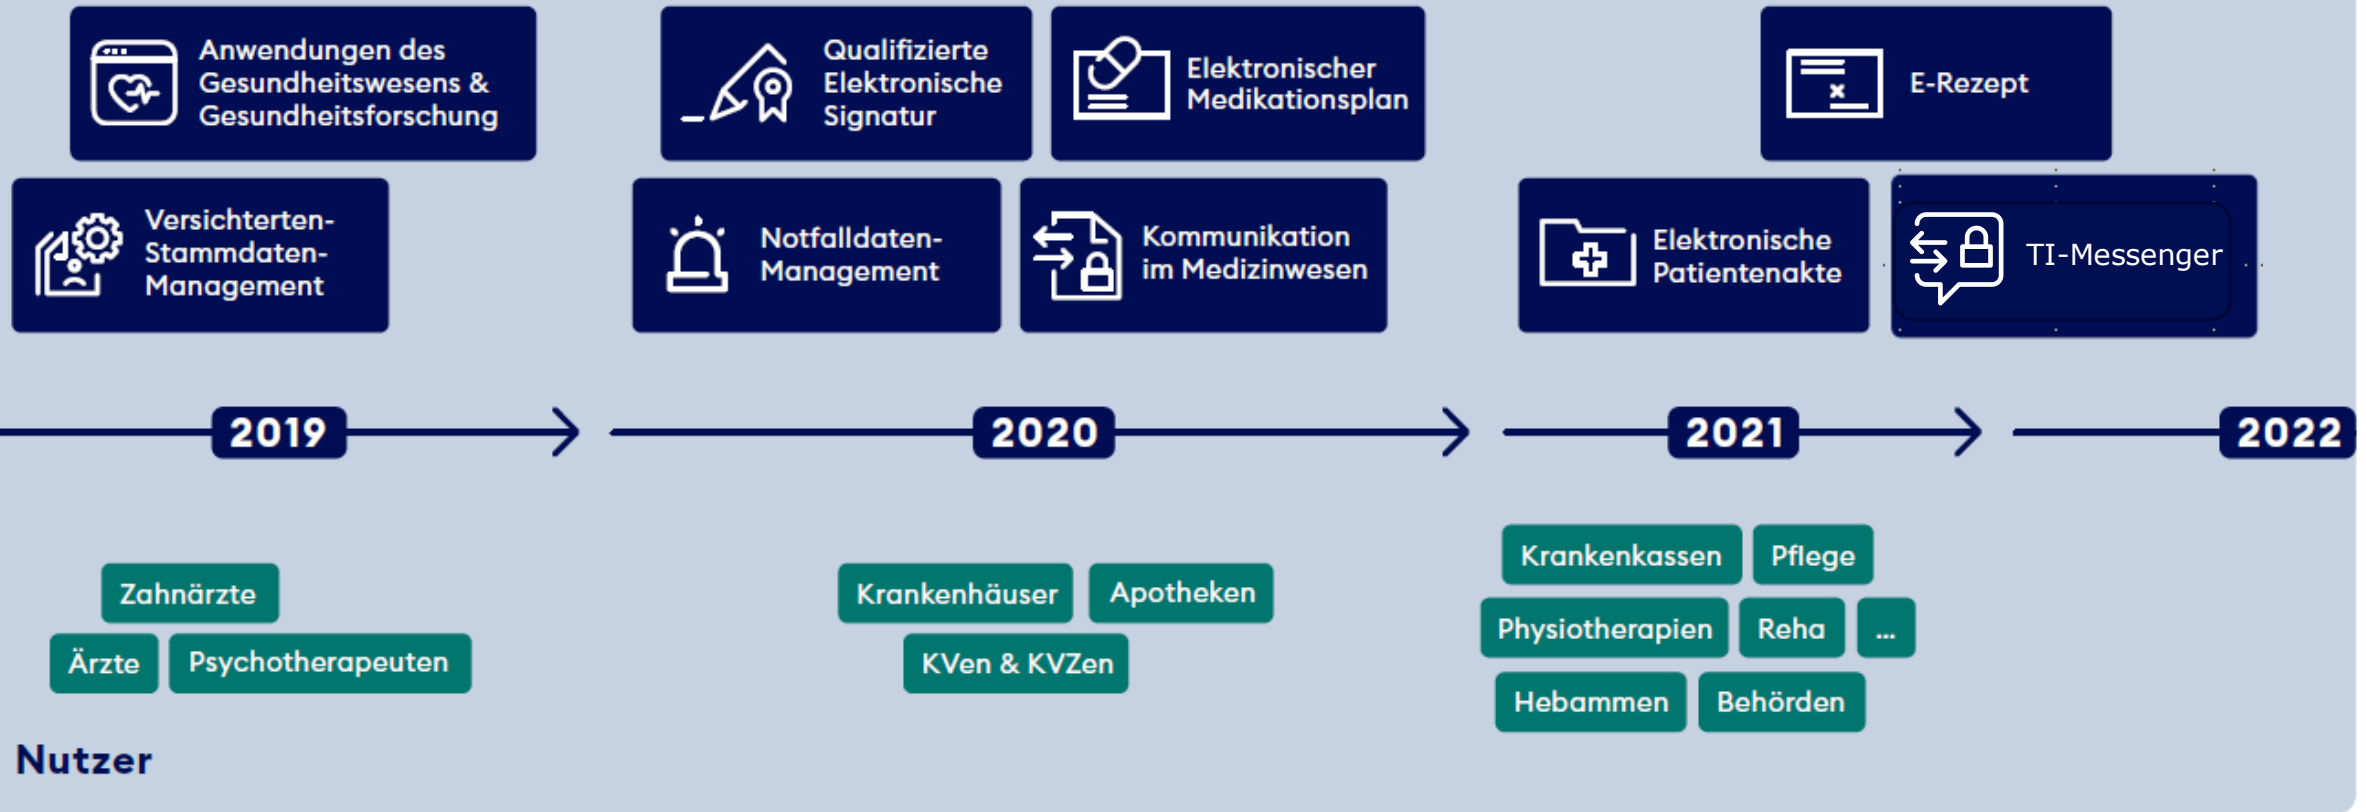 Anwendungen des
Gesundheitswesens &
Gesundheitsforschung
Qualifizierte
Elektronische
Signatur
Elektronischer
Medikationsplan
E-Rezept
Versicherten-
Stammdaten-
Management
Notfalldaten-
Management
Kommunikation
im Medizinwesen
Elektronische
Patientenakte
TI-Messenger
2019
2020
2021
2022
Zahnärzte
Ärzte
Psychotherapeuten
Krankenhäuser
Apotheken
KVen & KVZen
Krankenkassen
Pflege
Physiotherapien
Reha
...
Hebammen
Behörden
Nutzer